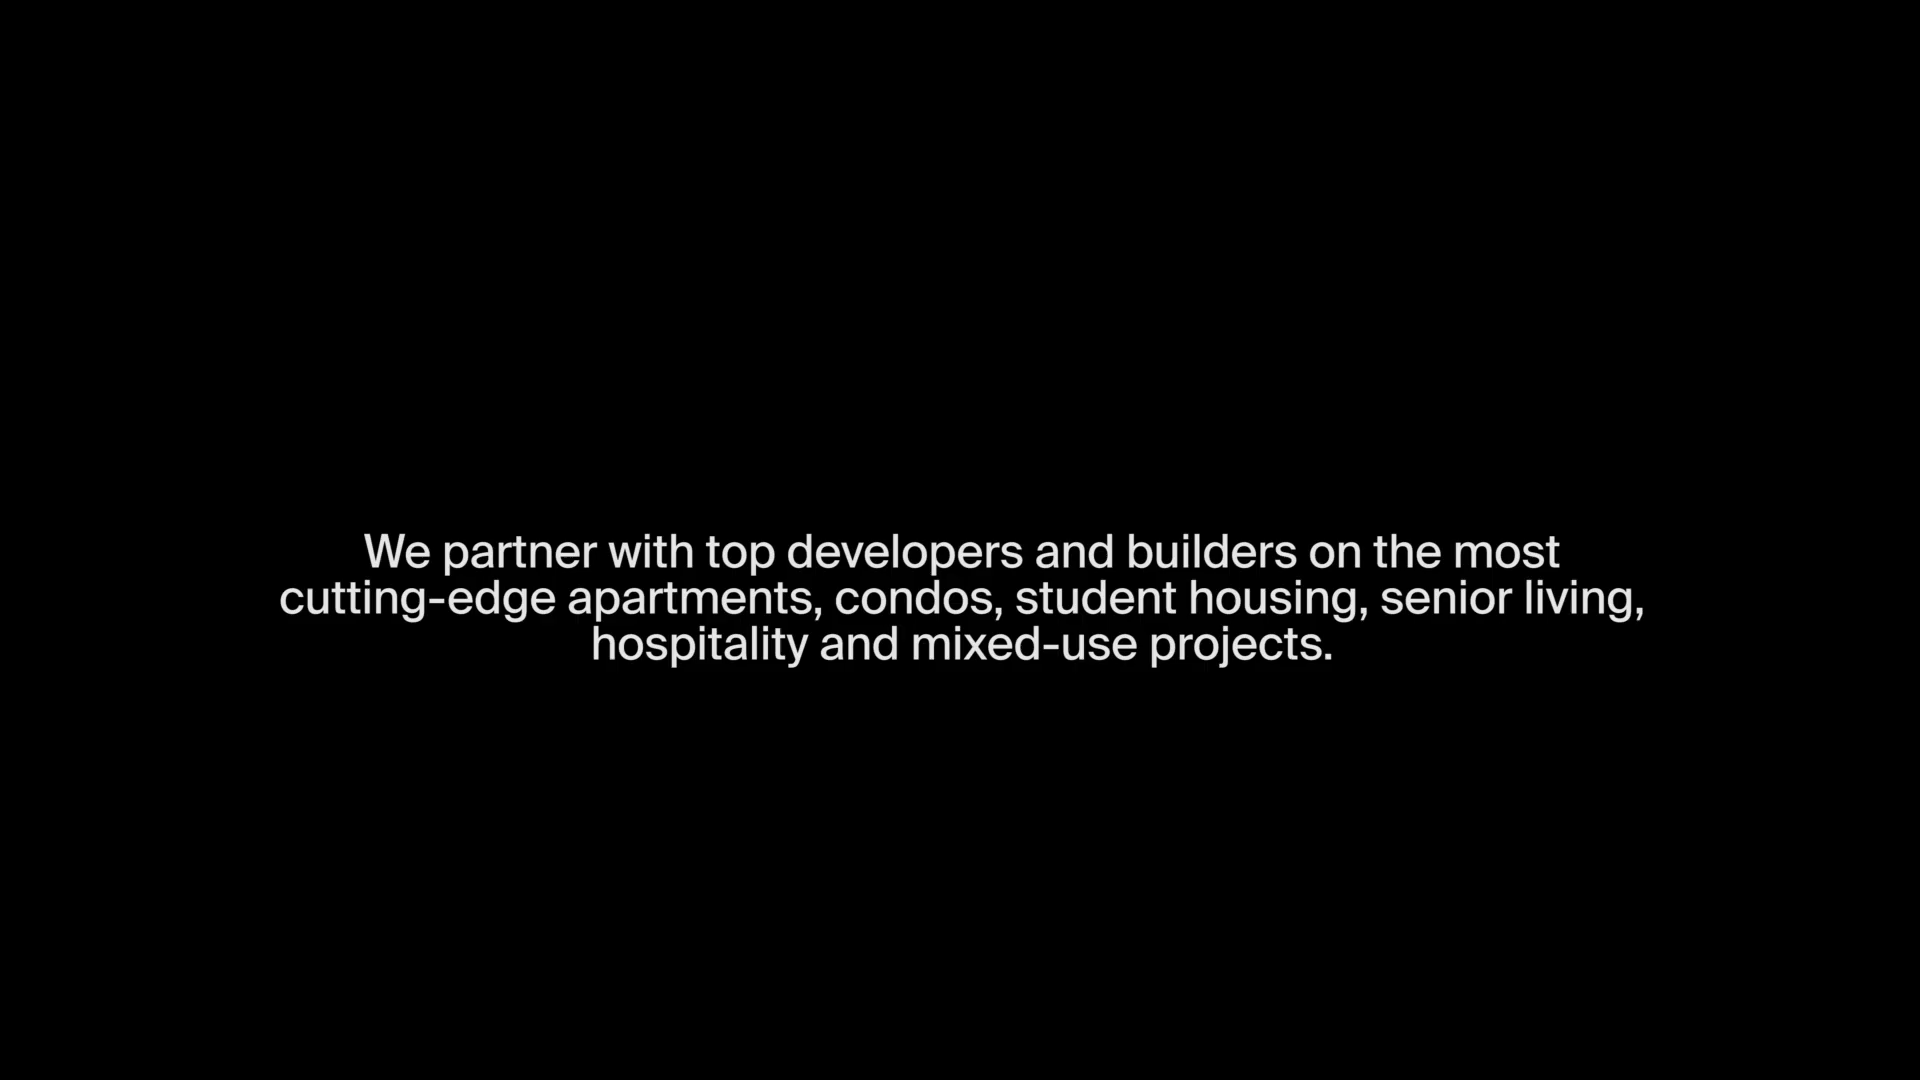 We partner with top developers and builders on the most
cutting-edge apartments, condos, student housing, senior living,
hospitality and mixed-use projects.